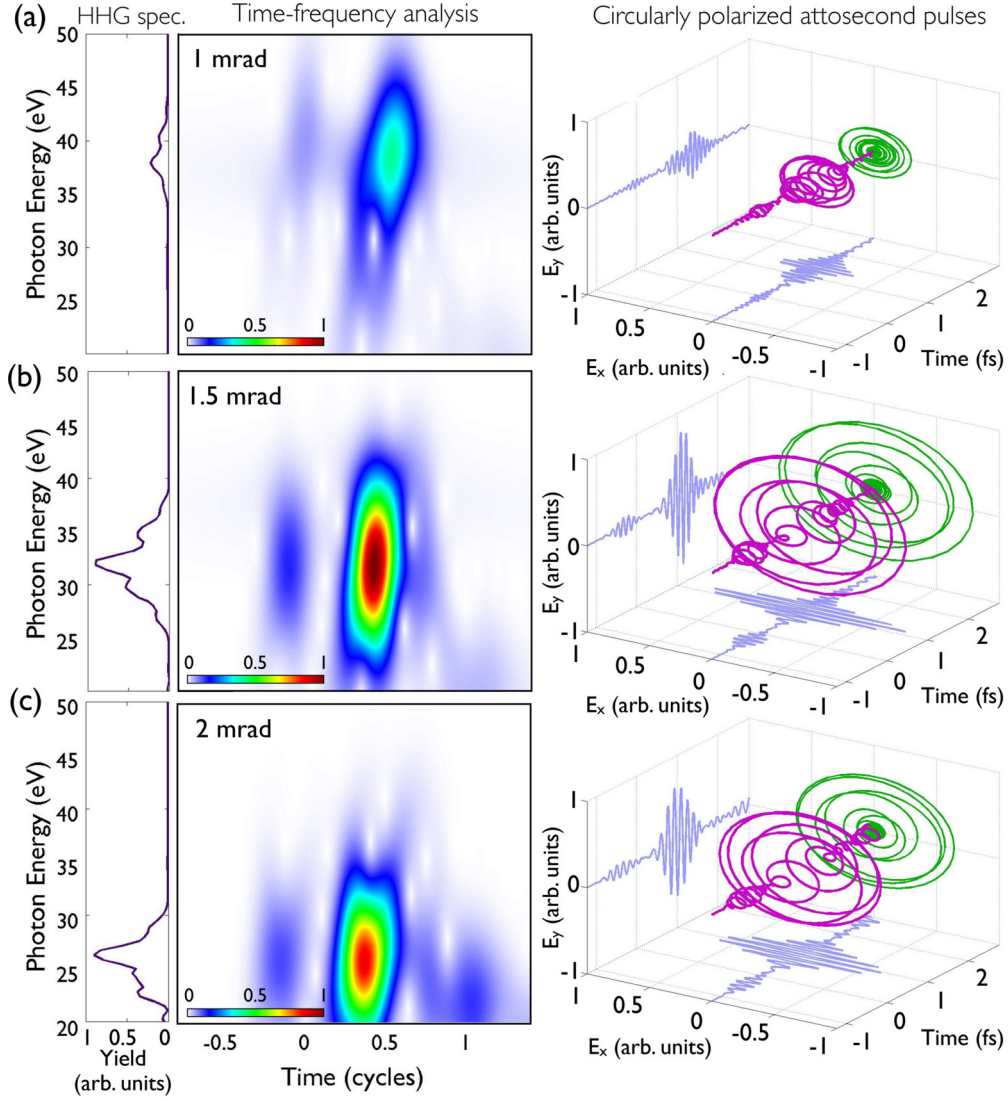 (a) HHG spec. Time-frequency analysis Circularly polarized attosecond pulses
50
45
40
35
30
25
Photon Energy (eV)
1 mrad
0 0.5 1
1
0
-1
E_y (arb. units)
1 0.5 0 -0.5 -1
E_x (arb. units)
-1 0 1 2
Time (fs)
(b)
50
45
40
35
30
25
Photon Energy (eV)
1.5 mrad
0 0.5 1
1
0
-1
E_y (arb. units)
1 0.5 0 -0.5 -1
E_x (arb. units)
-1 0 1 2
Time (fs)
(c)
50
45
40
35
30
25
20
Photon Energy (eV)
2 mrad
0 0.5 1
1
0
-1
E_y (arb. units)
1 0.5 0 -0.5 -1
E_x (arb. units)
-1 0 1 2
Time (fs)
1 0.5 0
Yield
(arb. units)
-0.5 0 0.5 1
Time (cycles)